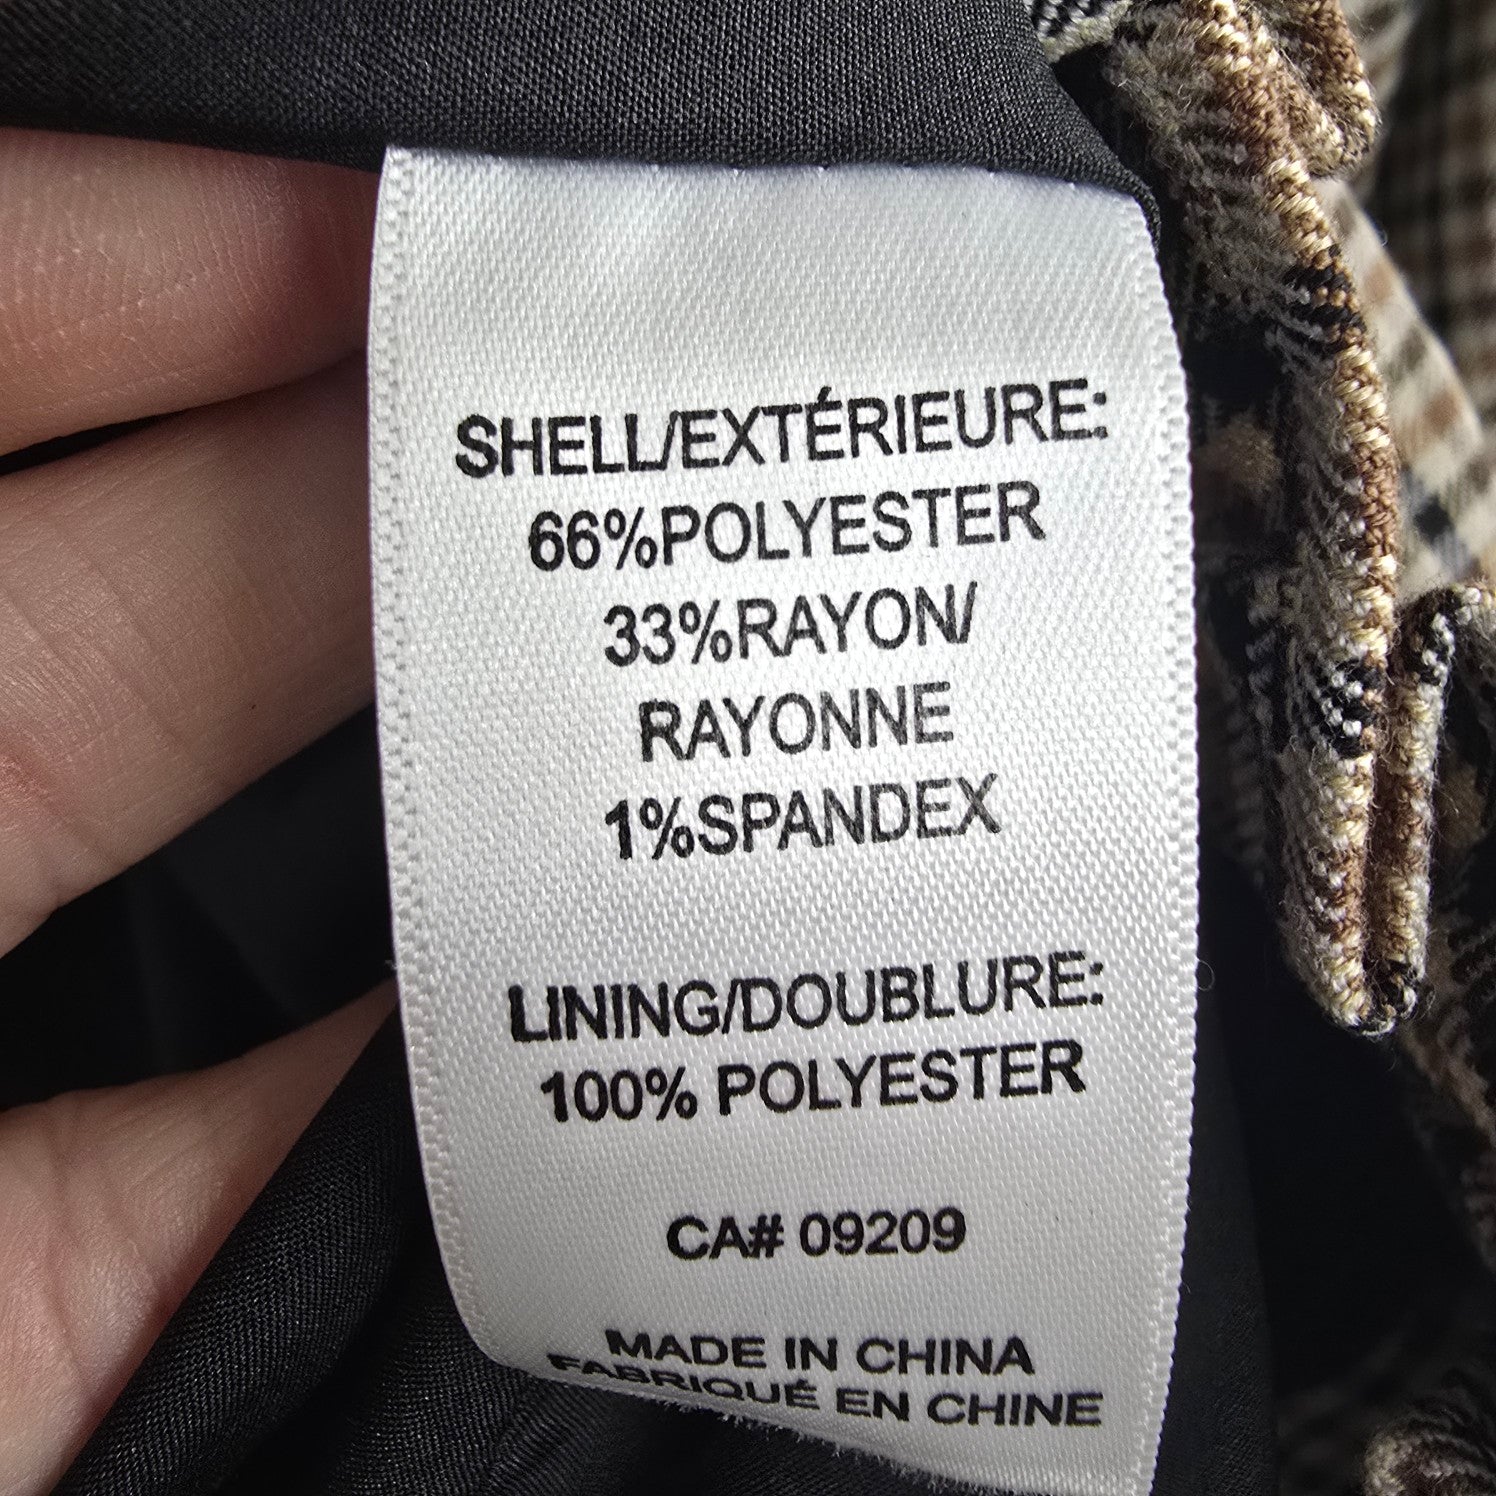 SHELL/EXTÉRIEURE:
66%POLYESTER
33%RAYON/
RAYONNE
1%SPANDEX
LINING/DOUBLURE:
100% POLYESTER
CA# 09209
MADE IN CHINA
FABRIQUÉ EN CHINE